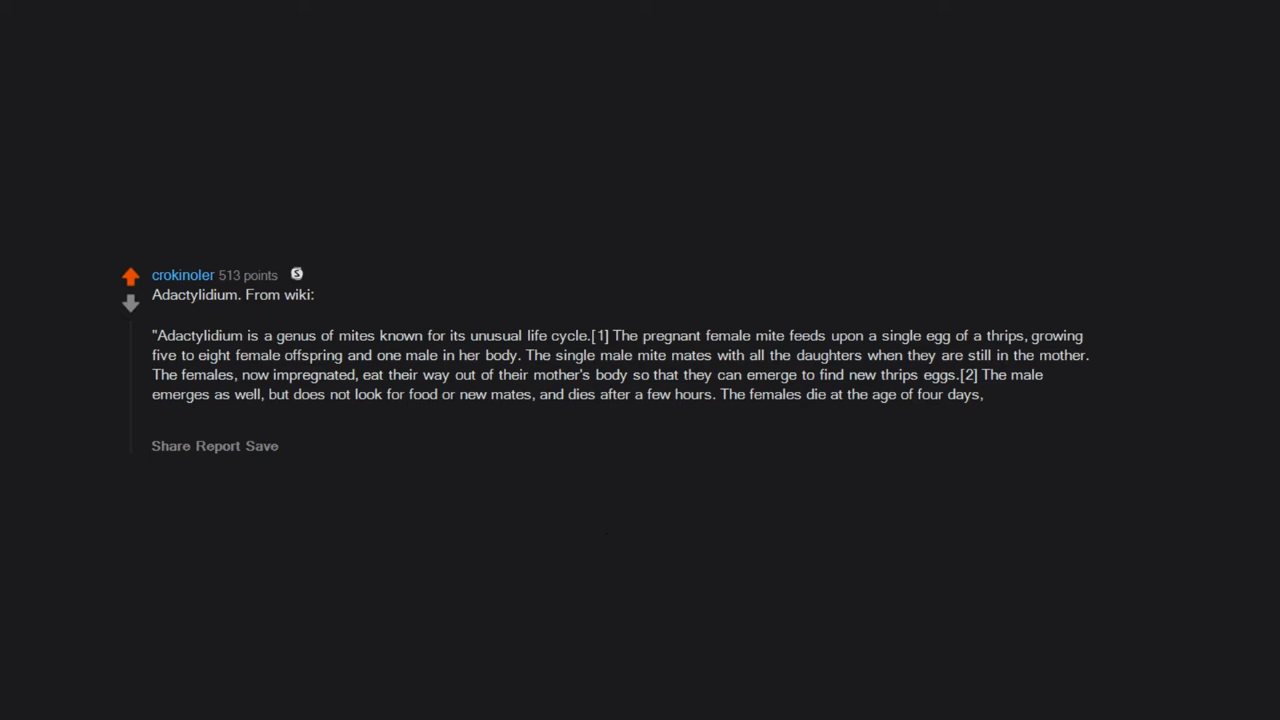 crokinoler 513 points
Adactylidium. From wiki:
"Adactylidium is a genus of mites known for its unusual life cycle.[1] The pregnant female mite feeds upon a single egg of a thrips, growing
five to eight female offspring and one male in her body. The single male mite mates with all the daughters when they are still in the mother.
The females, now impregnated, eat their way out of their mother's body so that they can emerge to find new thrips eggs.[2] The male
emerges as well, but does not look for food or new mates, and dies after a few hours. The females die at the age of four days,
Share Report Save